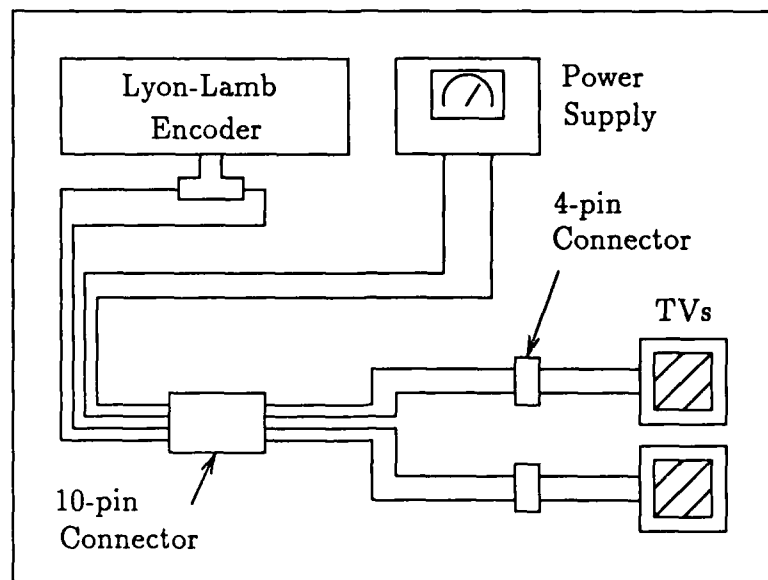 Lyon-Lamb
Encoder
Power
Supply
4-pin
Connector
TVs
10-pin
Connector